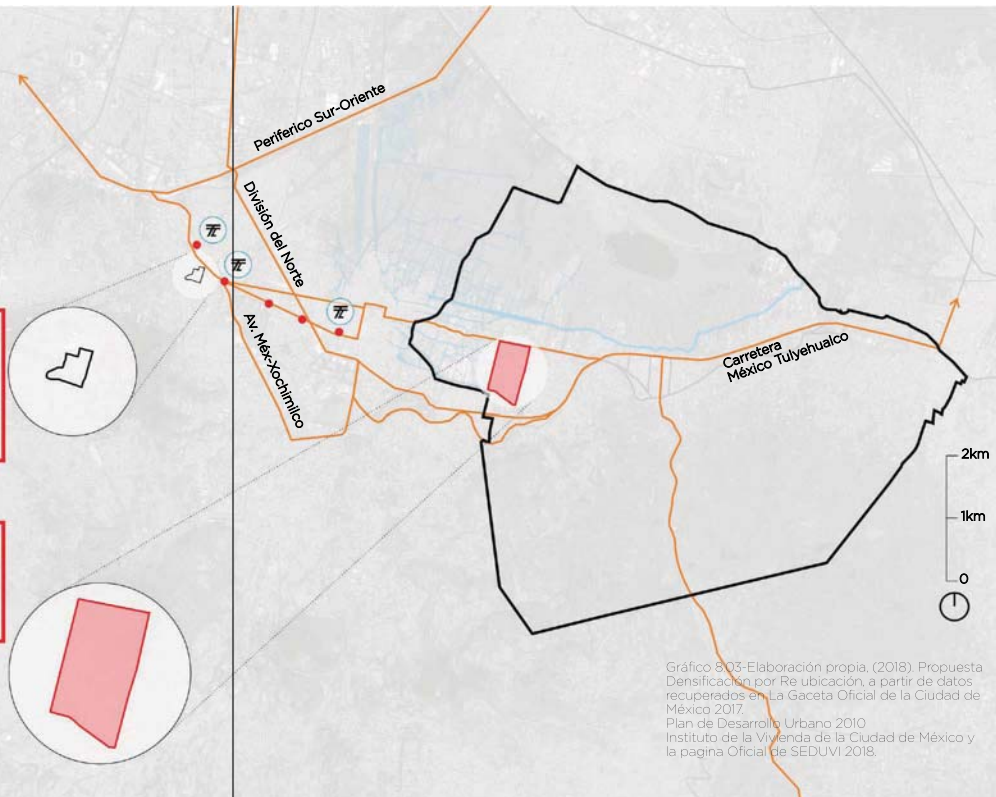 Periferico Sur-Oriente
División del Norte
Av. Méx-Xochimilco
Carretera
México Tulyehualco
2km
1km
0
Gráfico 8.03-Elaboración propia, (2018). Propuesta
Densificación por Re ubicación, a partir de datos
recuperados en La Gaceta Oficial de la Ciudad de
México 2017.
Plan de Desarrollo Urbano 2010
Instituto de la Vivienda de la Ciudad de México y
la pagina Oficial de SEDUVI 2018.